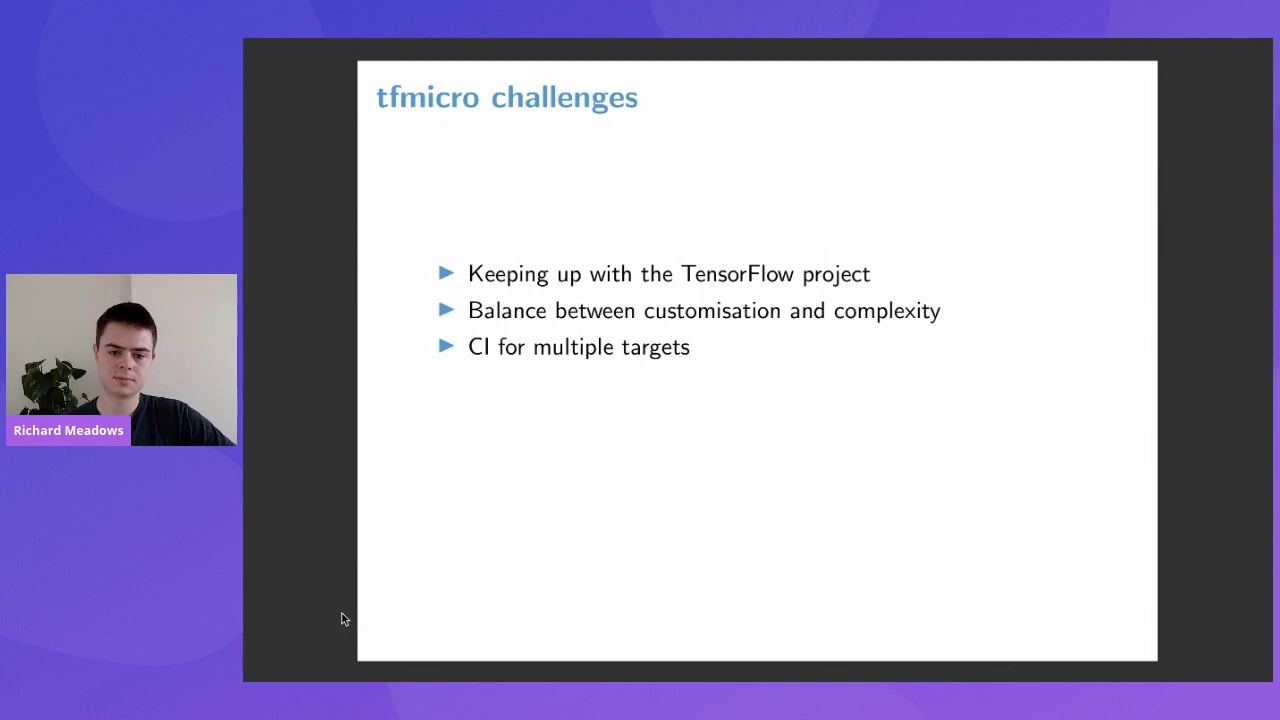 tfmicro challenges
Keeping up with the TensorFlow project
Balance between customisation and complexity
CI for multiple targets
Richard Meadows